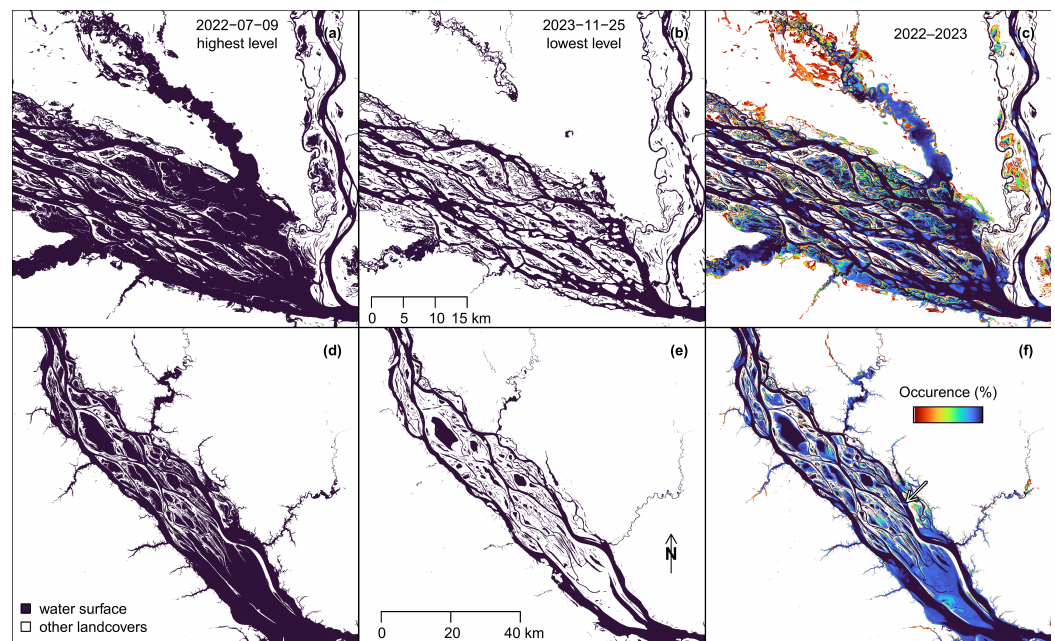 2022−07−09
highest level
(a)
2023−11−25
lowest level
(b)
2022–2023
(c)
0 5 10 15 km
(d)
(e)
(f)
Occurence (%)
N
water surface
other landcovers
0 20 40 km